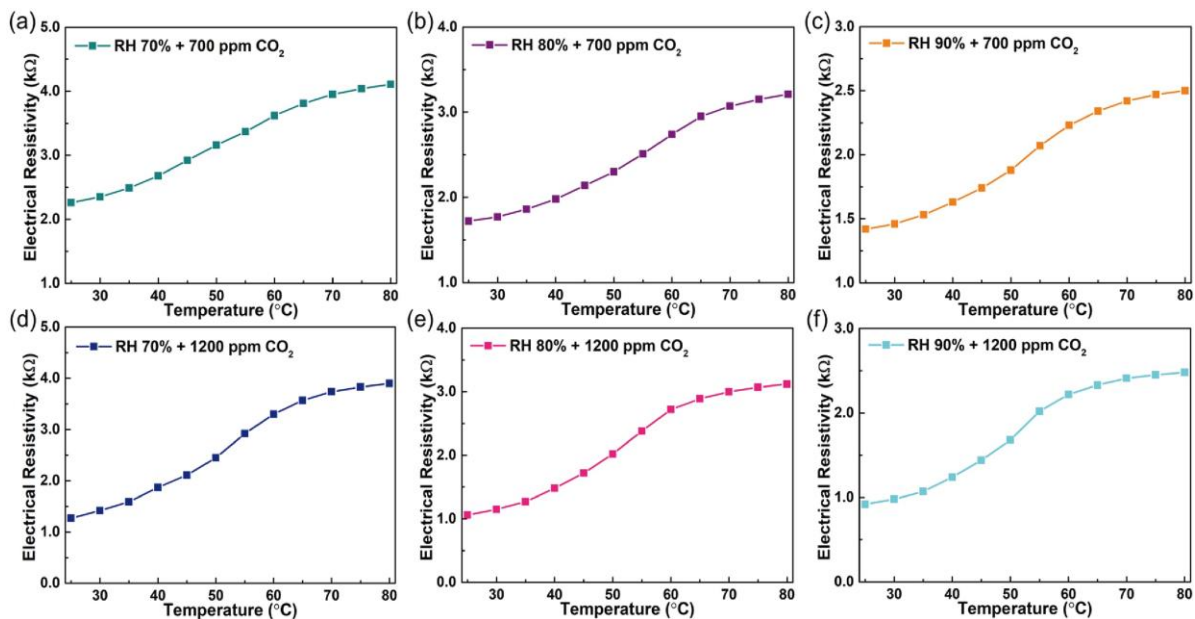 (a)
RH 70% + 700 ppm CO₂
Electrical Resistivity (kΩ)
5.0
4.0
3.0
2.0
1.0
30 40 50 60 70 80
Temperature (°C)
(b)
RH 80% + 700 ppm CO₂
Electrical Resistivity (kΩ)
4.0
3.0
2.0
1.0
30 40 50 60 70 80
Temperature (°C)
(c)
RH 90% + 700 ppm CO₂
Electrical Resistivity (kΩ)
3.0
2.5
2.0
1.5
1.0
30 40 50 60 70 80
Temperature (°C)
(d)
RH 70% + 1200 ppm CO₂
Electrical Resistivity (kΩ)
5.0
4.0
3.0
2.0
1.0
0.0
30 40 50 60 70 80
Temperature (°C)
(e)
RH 80% + 1200 ppm CO₂
Electrical Resistivity (kΩ)
4.0
3.0
2.0
1.0
0.0
30 40 50 60 70 80
Temperature (°C)
(f)
RH 90% + 1200 ppm CO₂
Electrical Resistivity (kΩ)
3.0
2.0
1.0
0.0
30 40 50 60 70 80
Temperature (°C)